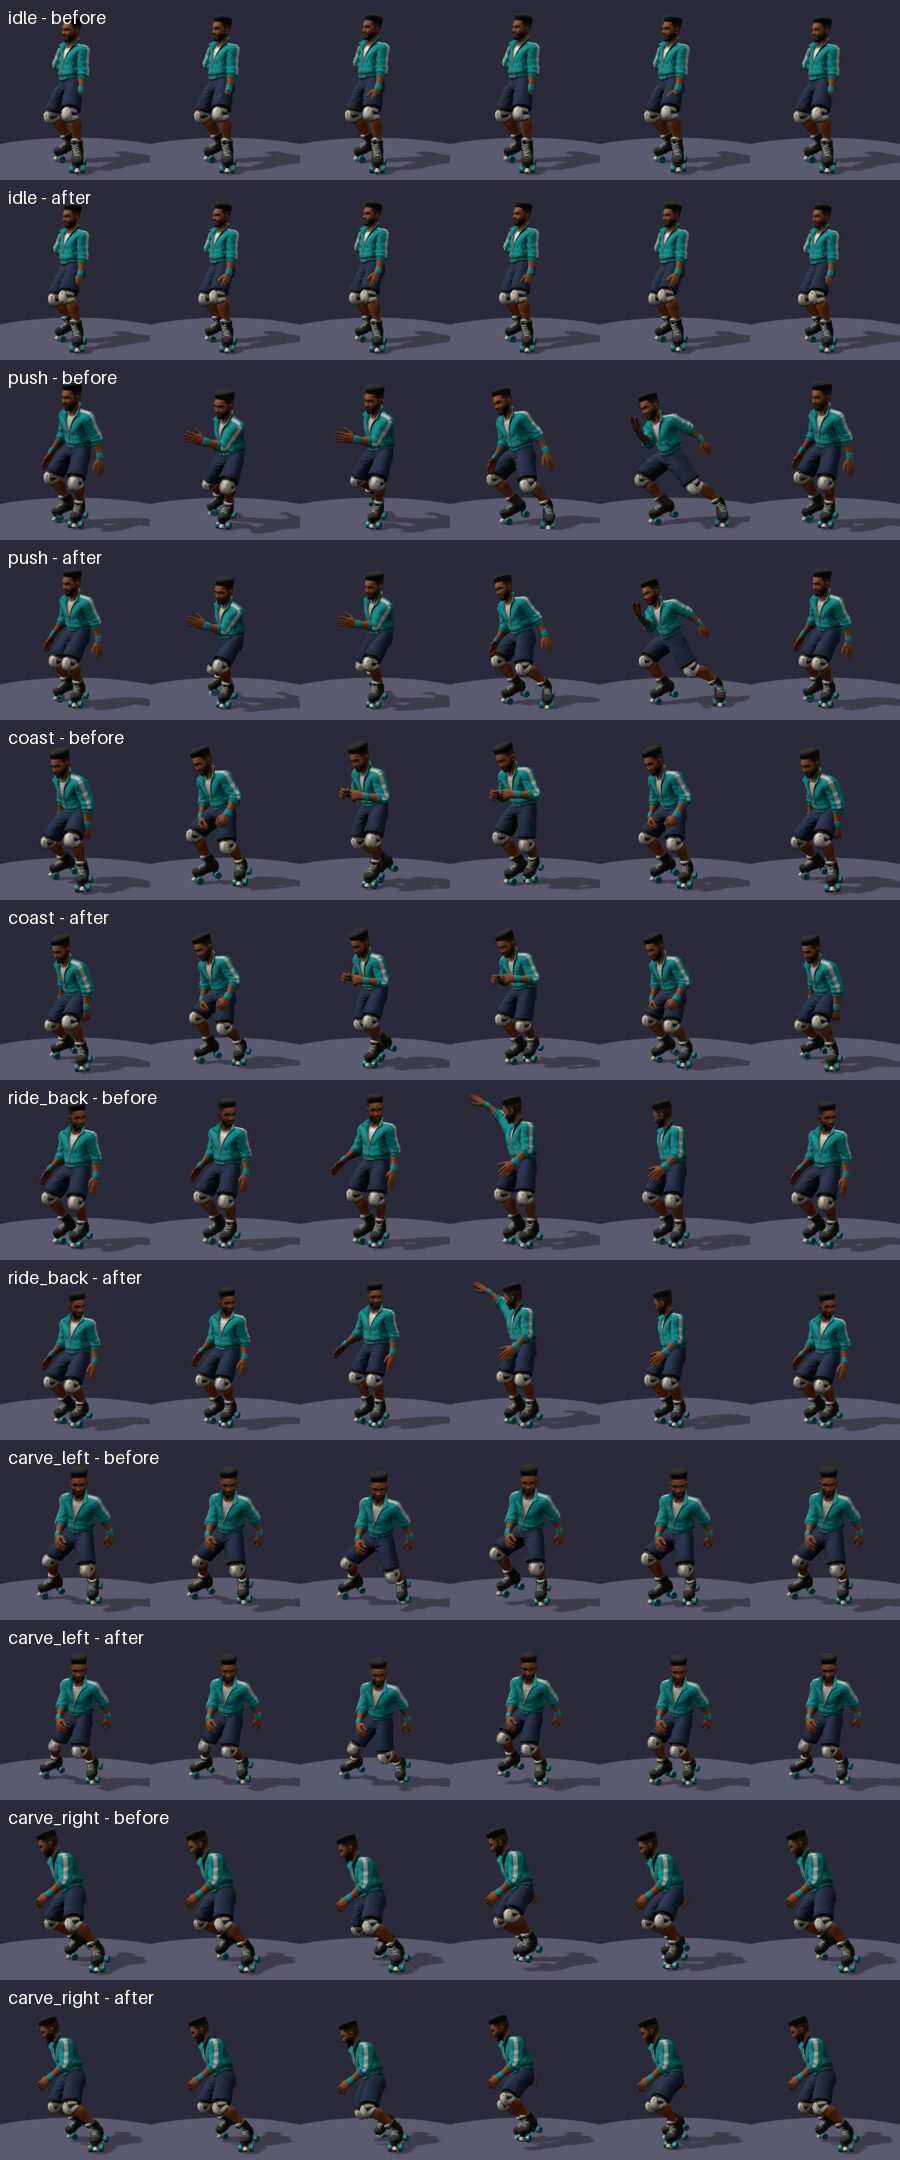 idle - before
idle - after
push - before
push - after
coast - before
coast - after
ride_back - before
ride_back - after
carve_left - before
carve_left - after
carve_right - before
carve_right - after